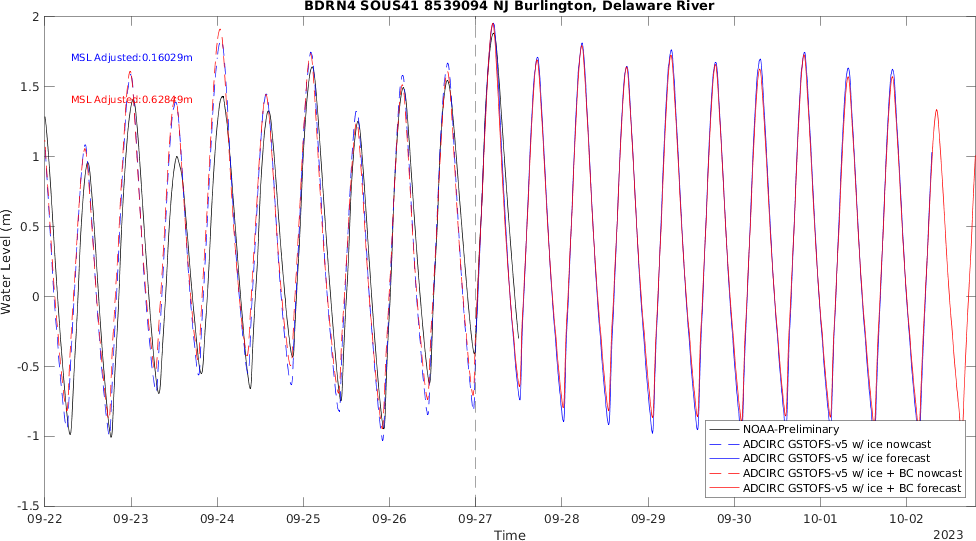 BDRN4 SOUS41 8539094 NJ Burlington, Delaware River
2
1.5
1
0.5
0
-0.5
-1
-1.5
Water Level (m)
MSL Adjusted:0.16029m
MSL Adjusted:0.62849m
NOAA-Preliminary
ADCIRC GSTOFS-v5 w/ ice nowcast
ADCIRC GSTOFS-v5 w/ ice forecast
ADCIRC GSTOFS-v5 w/ ice + BC nowcast
ADCIRC GSTOFS-v5 w/ ice + BC forecast
09-22 09-23 09-24 09-25 09-26 09-27 09-28 09-29 09-30 10-01 10-02
Time
2023